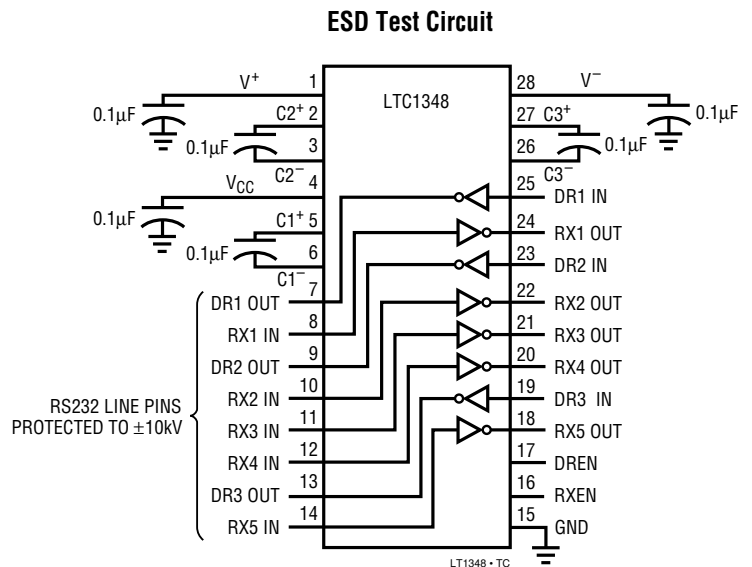 ESD Test Circuit
LTC1348
V+ 1
0.1µF
C2+ 2
0.1µF
3
C2−
VCC 4
0.1µF
C1+ 5
0.1µF
6
C1−
DR1 OUT 7
RX1 IN 8
DR2 OUT 9
RX2 IN 10
RX3 IN 11
RX4 IN 12
DR3 OUT 13
RX5 IN 14
RS232 LINE PINS
PROTECTED TO ±10kV
28 V−
0.1µF
27 C3+
0.1µF
26
C3−
25 DR1 IN
24 RX1 OUT
23 DR2 IN
22 RX2 OUT
21 RX3 OUT
20 RX4 OUT
19 DR3 IN
18 RX5 OUT
17 DREN
16 RXEN
15 GND
LT1348 • TC